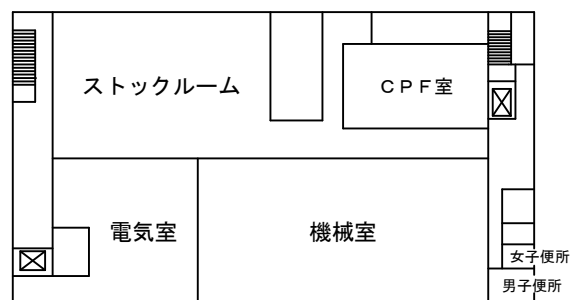 ストックルーム
ＣＰＦ室
電気室
機械室
女子便所
男子便所